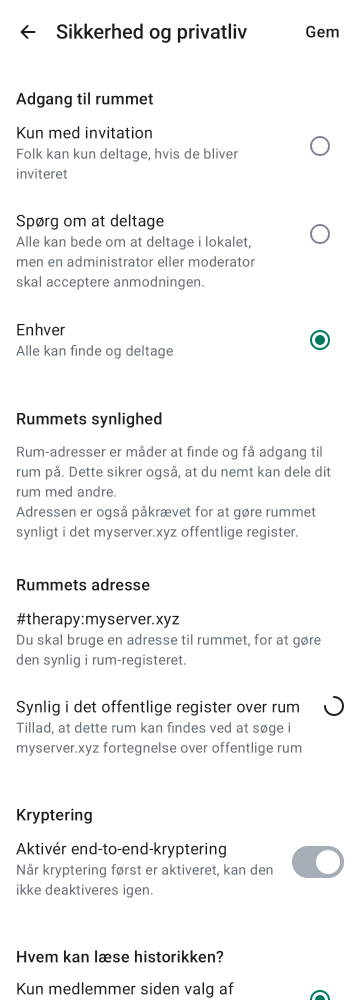 Sikkerhed og privatliv
Gem
Adgang til rummet
Kun med invitation
Folk kan kun deltage, hvis de bliver
inviteret
Spørg om at deltage
Alle kan bede om at deltage i lokalet,
men en administrator eller moderator
skal acceptere anmodningen.
Enhver
Alle kan finde og deltage
Rummets synlighed
Rum-adresser er måder at finde og få adgang til
rum på. Dette sikrer også, at du nemt kan dele dit
rum med andre.
Adressen er også påkrævet for at gøre rummet
synligt i det myserver.xyz offentlige register.
Rummets adresse
#therapy:myserver.xyz
Du skal bruge en adresse til rummet, for at gøre
den synlig i rum-registeret.
Synlig i det offentlige register over rum
Tillad, at dette rum kan findes ved at søge i
myserver.xyz fortegnelse over offentlige rum
Kryptering
Aktivér end-to-end-kryptering
Når kryptering først er aktiveret, kan den
ikke deaktiveres igen.
Hvem kan læse historikken?
Kun medlemmer siden valg af